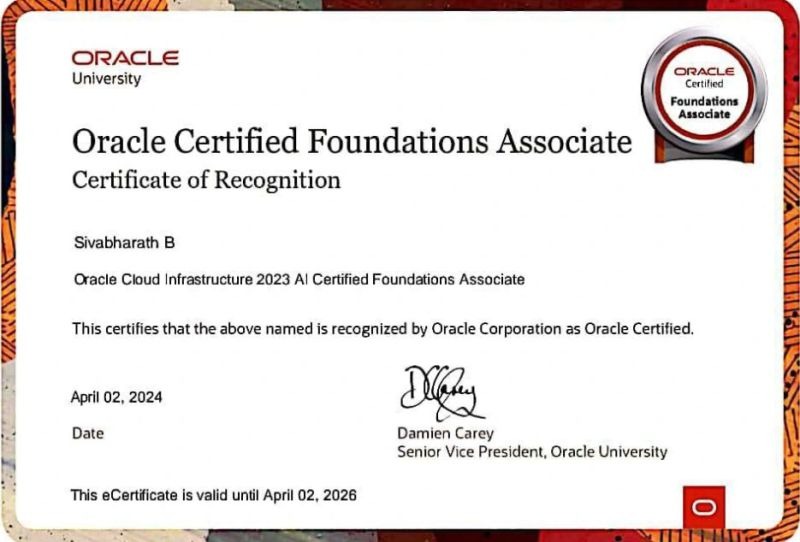 ORACLE
University
ORACLE
Certified
Foundations
Associate
Oracle Certified Foundations Associate
Certificate of Recognition
Sivabharath B
Oracle Cloud Infrastructure 2023 AI Certified Foundations Associate
This certifies that the above named is recognized by Oracle Corporation as Oracle Certified.
April 02, 2024
Date
DCarey
Damien Carey
Senior Vice President, Oracle University
This eCertificate is valid until April 02, 2026